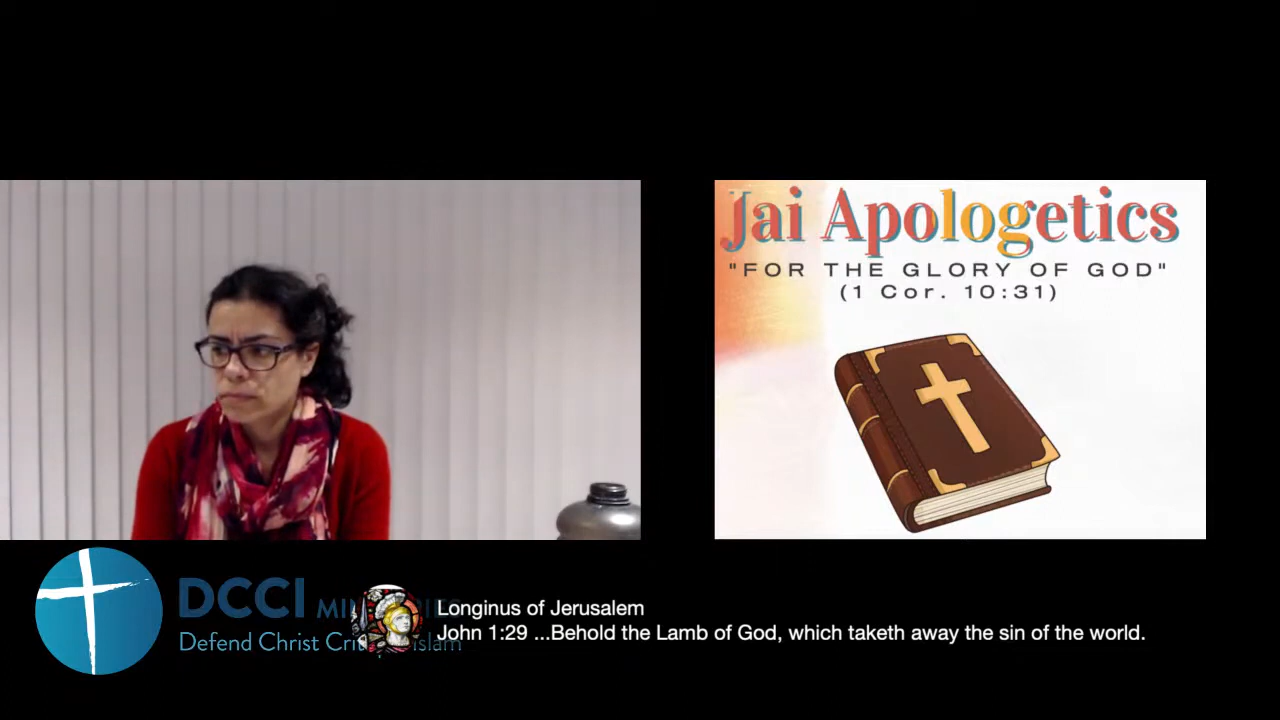 Jai Apologetics
"FOR THE GLORY OF GOD"
(1 Cor. 10:31)
DCCI
Defend Christ
Islam
Longinus of Jerusalem
John 1:29 ...Behold the Lamb of God, which taketh away the sin of the world.